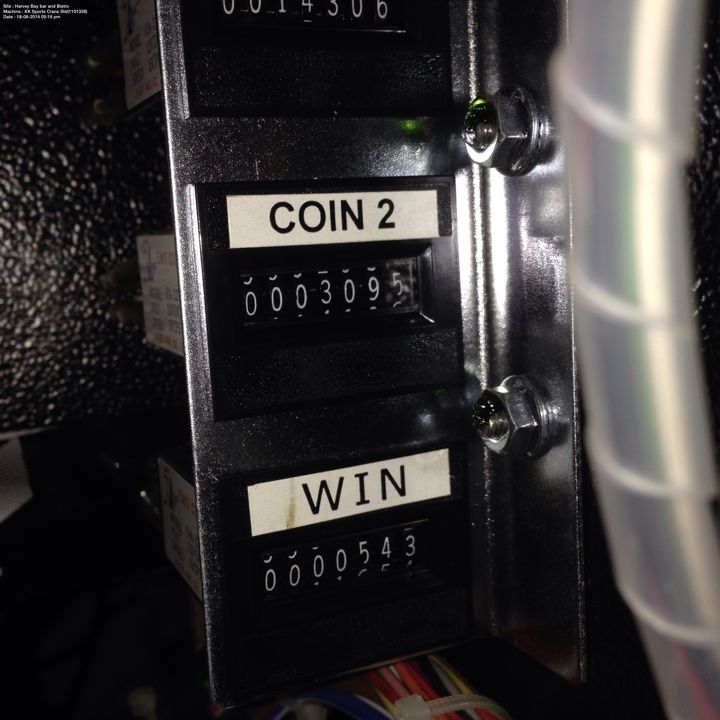 Site : Harvey Bay bar and Bistro
Machine : KK Sports Crane Std(1101328)
Date : 18-08-2014 05:16 pm
0014306
COIN 2
0003095
WIN
0000543